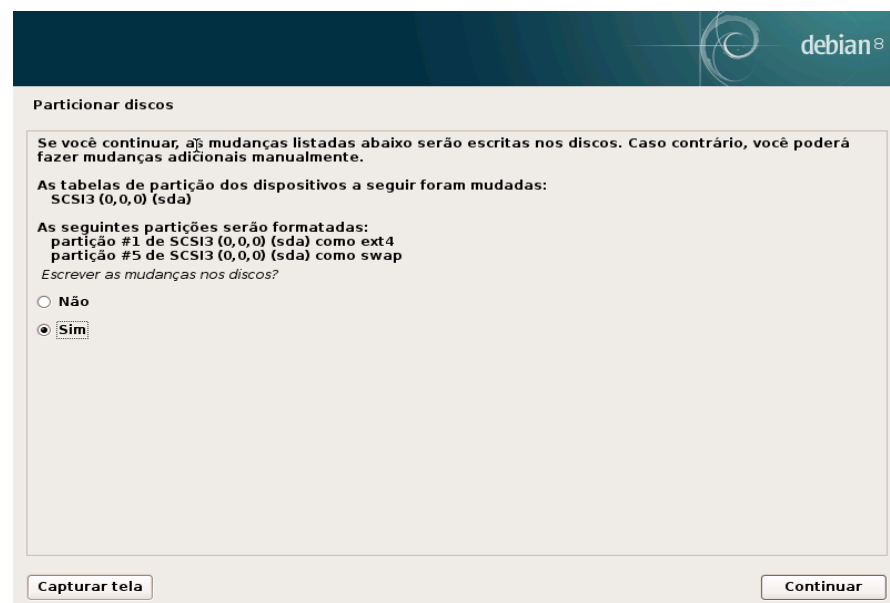 debian 8
Particionar discos
Se você continuar, as mudanças listadas abaixo serão escritas nos discos. Caso contrário, você poderá
fazer mudanças adicionais manualmente.
As tabelas de partição dos dispositivos a seguir foram mudadas:
SCSI3 (0,0,0) (sda)
As seguintes partições serão formatadas:
partição #1 de SCSI3 (0,0,0) (sda) como ext4
partição #5 de SCSI3 (0,0,0) (sda) como swap
Escrever as mudanças nos discos?
Não
Sim
Capturar tela
Continuar